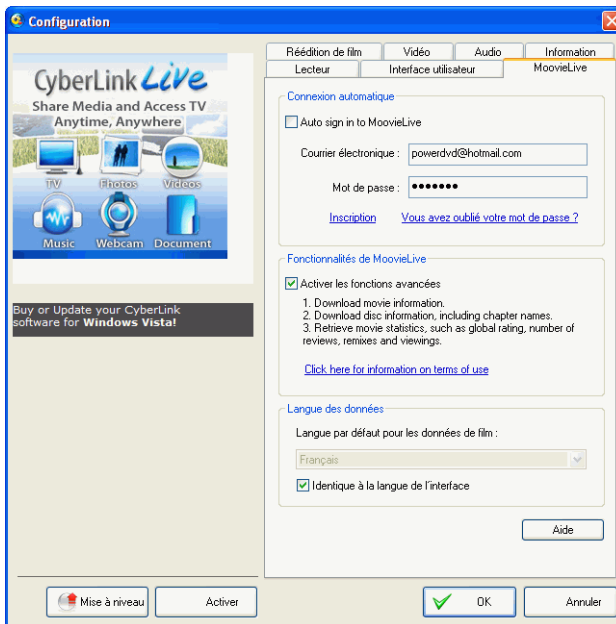 Configuration
CyberLink Live
Share Media and Access TV
Anytime, Anywhere
TV Photos Videos
Music Webcam Document
Buy or Update your CyberLink
software for Windows Vista!
Réédition de film Vidéo Audio Information
Lecteur Interface utilisateur MoovieLive
Connexion automatique
Auto sign in to MoovieLive
Courrier électronique : powerdvd@hotmail.com
Mot de passe : •••••••
Inscription Vous avez oublié votre mot de passe ?
Fonctionnalités de MoovieLive
Activer les fonctions avancées
1. Download movie information.
2. Download disc information, including chapter names.
3. Retrieve movie statistics, such as global rating, number of
reviews, remixes and viewings.
Click here for information on terms of use
Langue des données
Langue par défaut pour les données de film :
Français
Identique à la langue de l'interface
Aide
Mise à niveau Activer OK Annuler